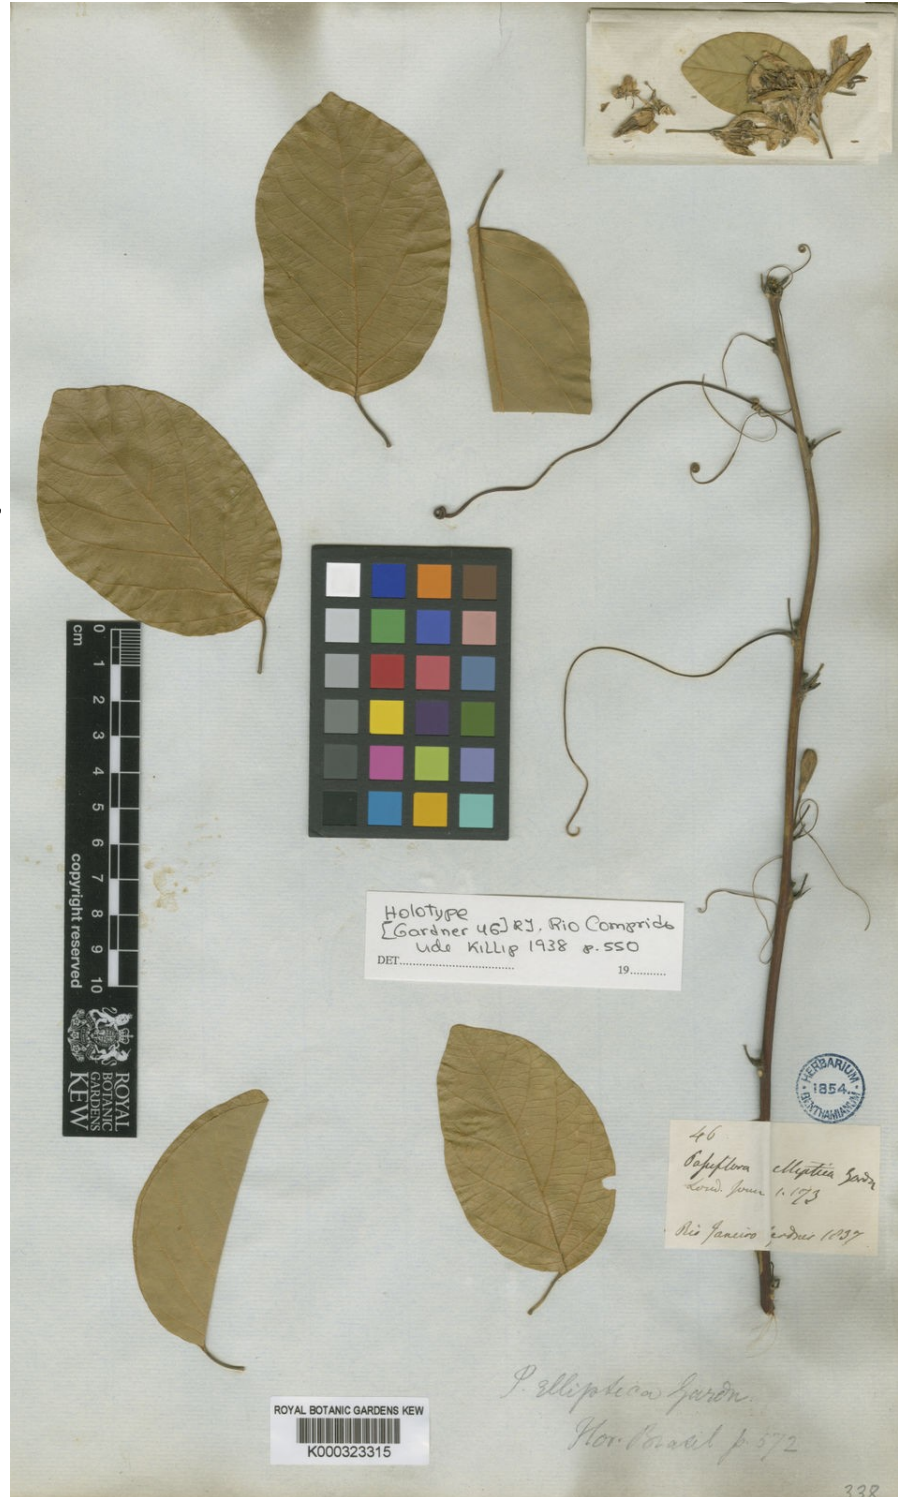 cm
0
1
2
3
4
5
6
7
8
9
10
copyright reserved
ROYAL
BOTANIC
GARDENS
KEW
Holotype
[Gardner 46] RJ. Rio Comprido
vide Killip 1938 p.550
DET.
19
HERBARIUM
1854.
BENTHAMIANUM
46
Passiflora elliptica Gardn
Lond. Journ 1.173
Rio Janeiro Gardner 1837
P. elliptica Gardn.
Flor. Brasil p. 572
ROYAL BOTANIC GARDENS KEW
K000323315
338